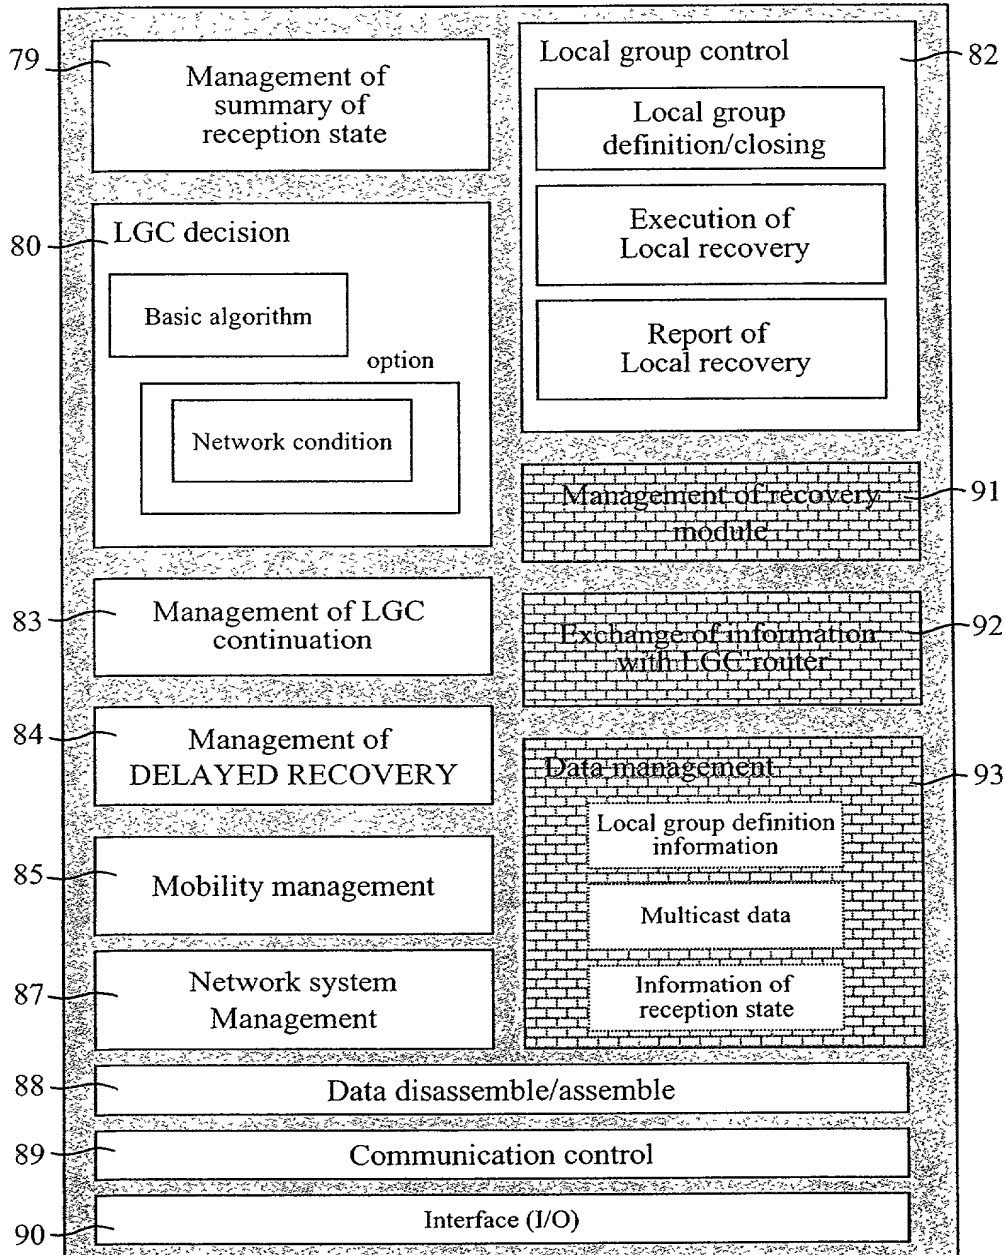 79
Management of
summary of
reception state
80
LGC decision
Basic algorithm
option
Network condition
83
Management of LGC
continuation
84
Management of
DELAYED RECOVERY
85
Mobility management
87
Network system
Management
Local group control
82
Local group
definition/closing
Execution of
Local recovery
Report of
Local recovery
Management of recovery
module
91
Exchange of information
with LGC router
92
Data management
93
Local group definition
information
Multicast data
Information of
reception state
88
Data disassemble/assemble
89
Communication control
90
Interface (I/O)